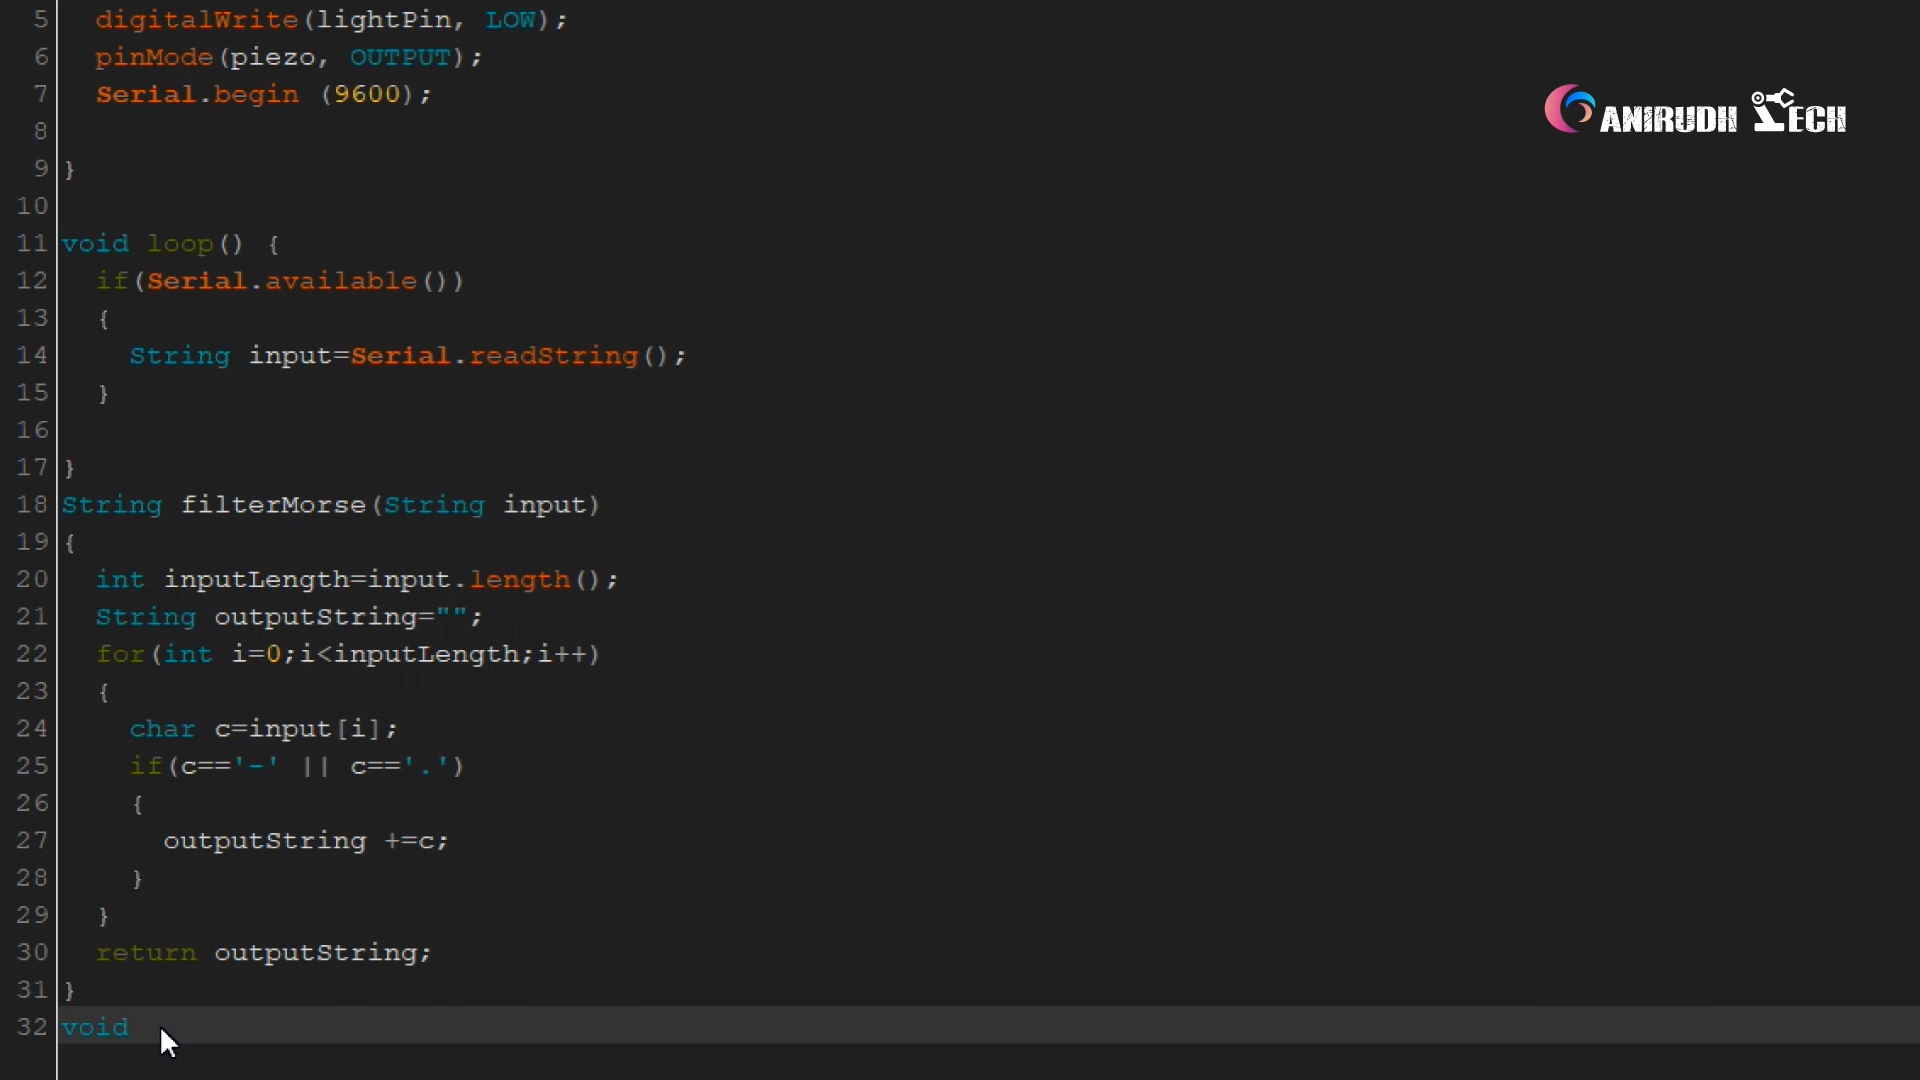 5 digitalWrite(lightPin, LOW);
6 pinMode(piezo, OUTPUT);
7 Serial.begin (9600);
8
9 }
10
11 void loop() {
12 if(Serial.available())
13 {
14 String input=Serial.readString();
15 }
16
17 }
18 String filterMorse(String input)
19 {
20 int inputLength=input.length();
21 String outputString="";
22 for(int i=0;i<inputLength;i++)
23 {
24 char c=input[i];
25 if(c=='-' || c=='.')
26 {
27 outputString +=c;
28 }
29 }
30 return outputString;
31 }
32 void
ANIRUDH TECH